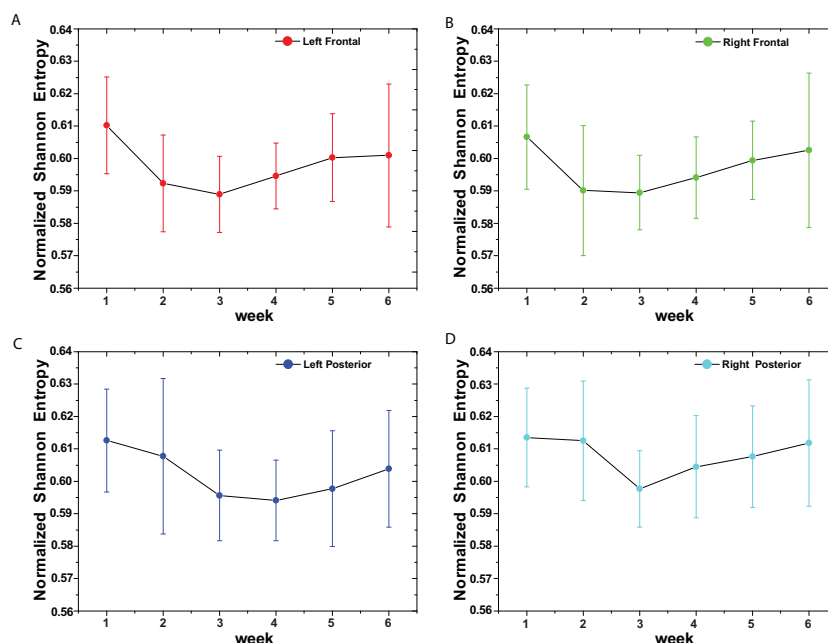 A
Left Frontal
Normalized Shannon Entropy
0.64
0.63
0.62
0.61
0.60
0.59
0.58
0.57
0.56
1 2 3 4 5 6
week
B
Right Frontal
Normalized Shannon Entropy
0.64
0.63
0.62
0.61
0.60
0.59
0.58
0.57
0.56
1 2 3 4 5 6
week
C
Left Posterior
Normalized Shannon Entropy
0.64
0.63
0.62
0.61
0.60
0.59
0.58
0.57
0.56
1 2 3 4 5 6
week
D
Right Posterior
Normalized Shannon Entropy
0.64
0.63
0.62
0.61
0.60
0.59
0.58
0.57
0.56
1 2 3 4 5 6
week